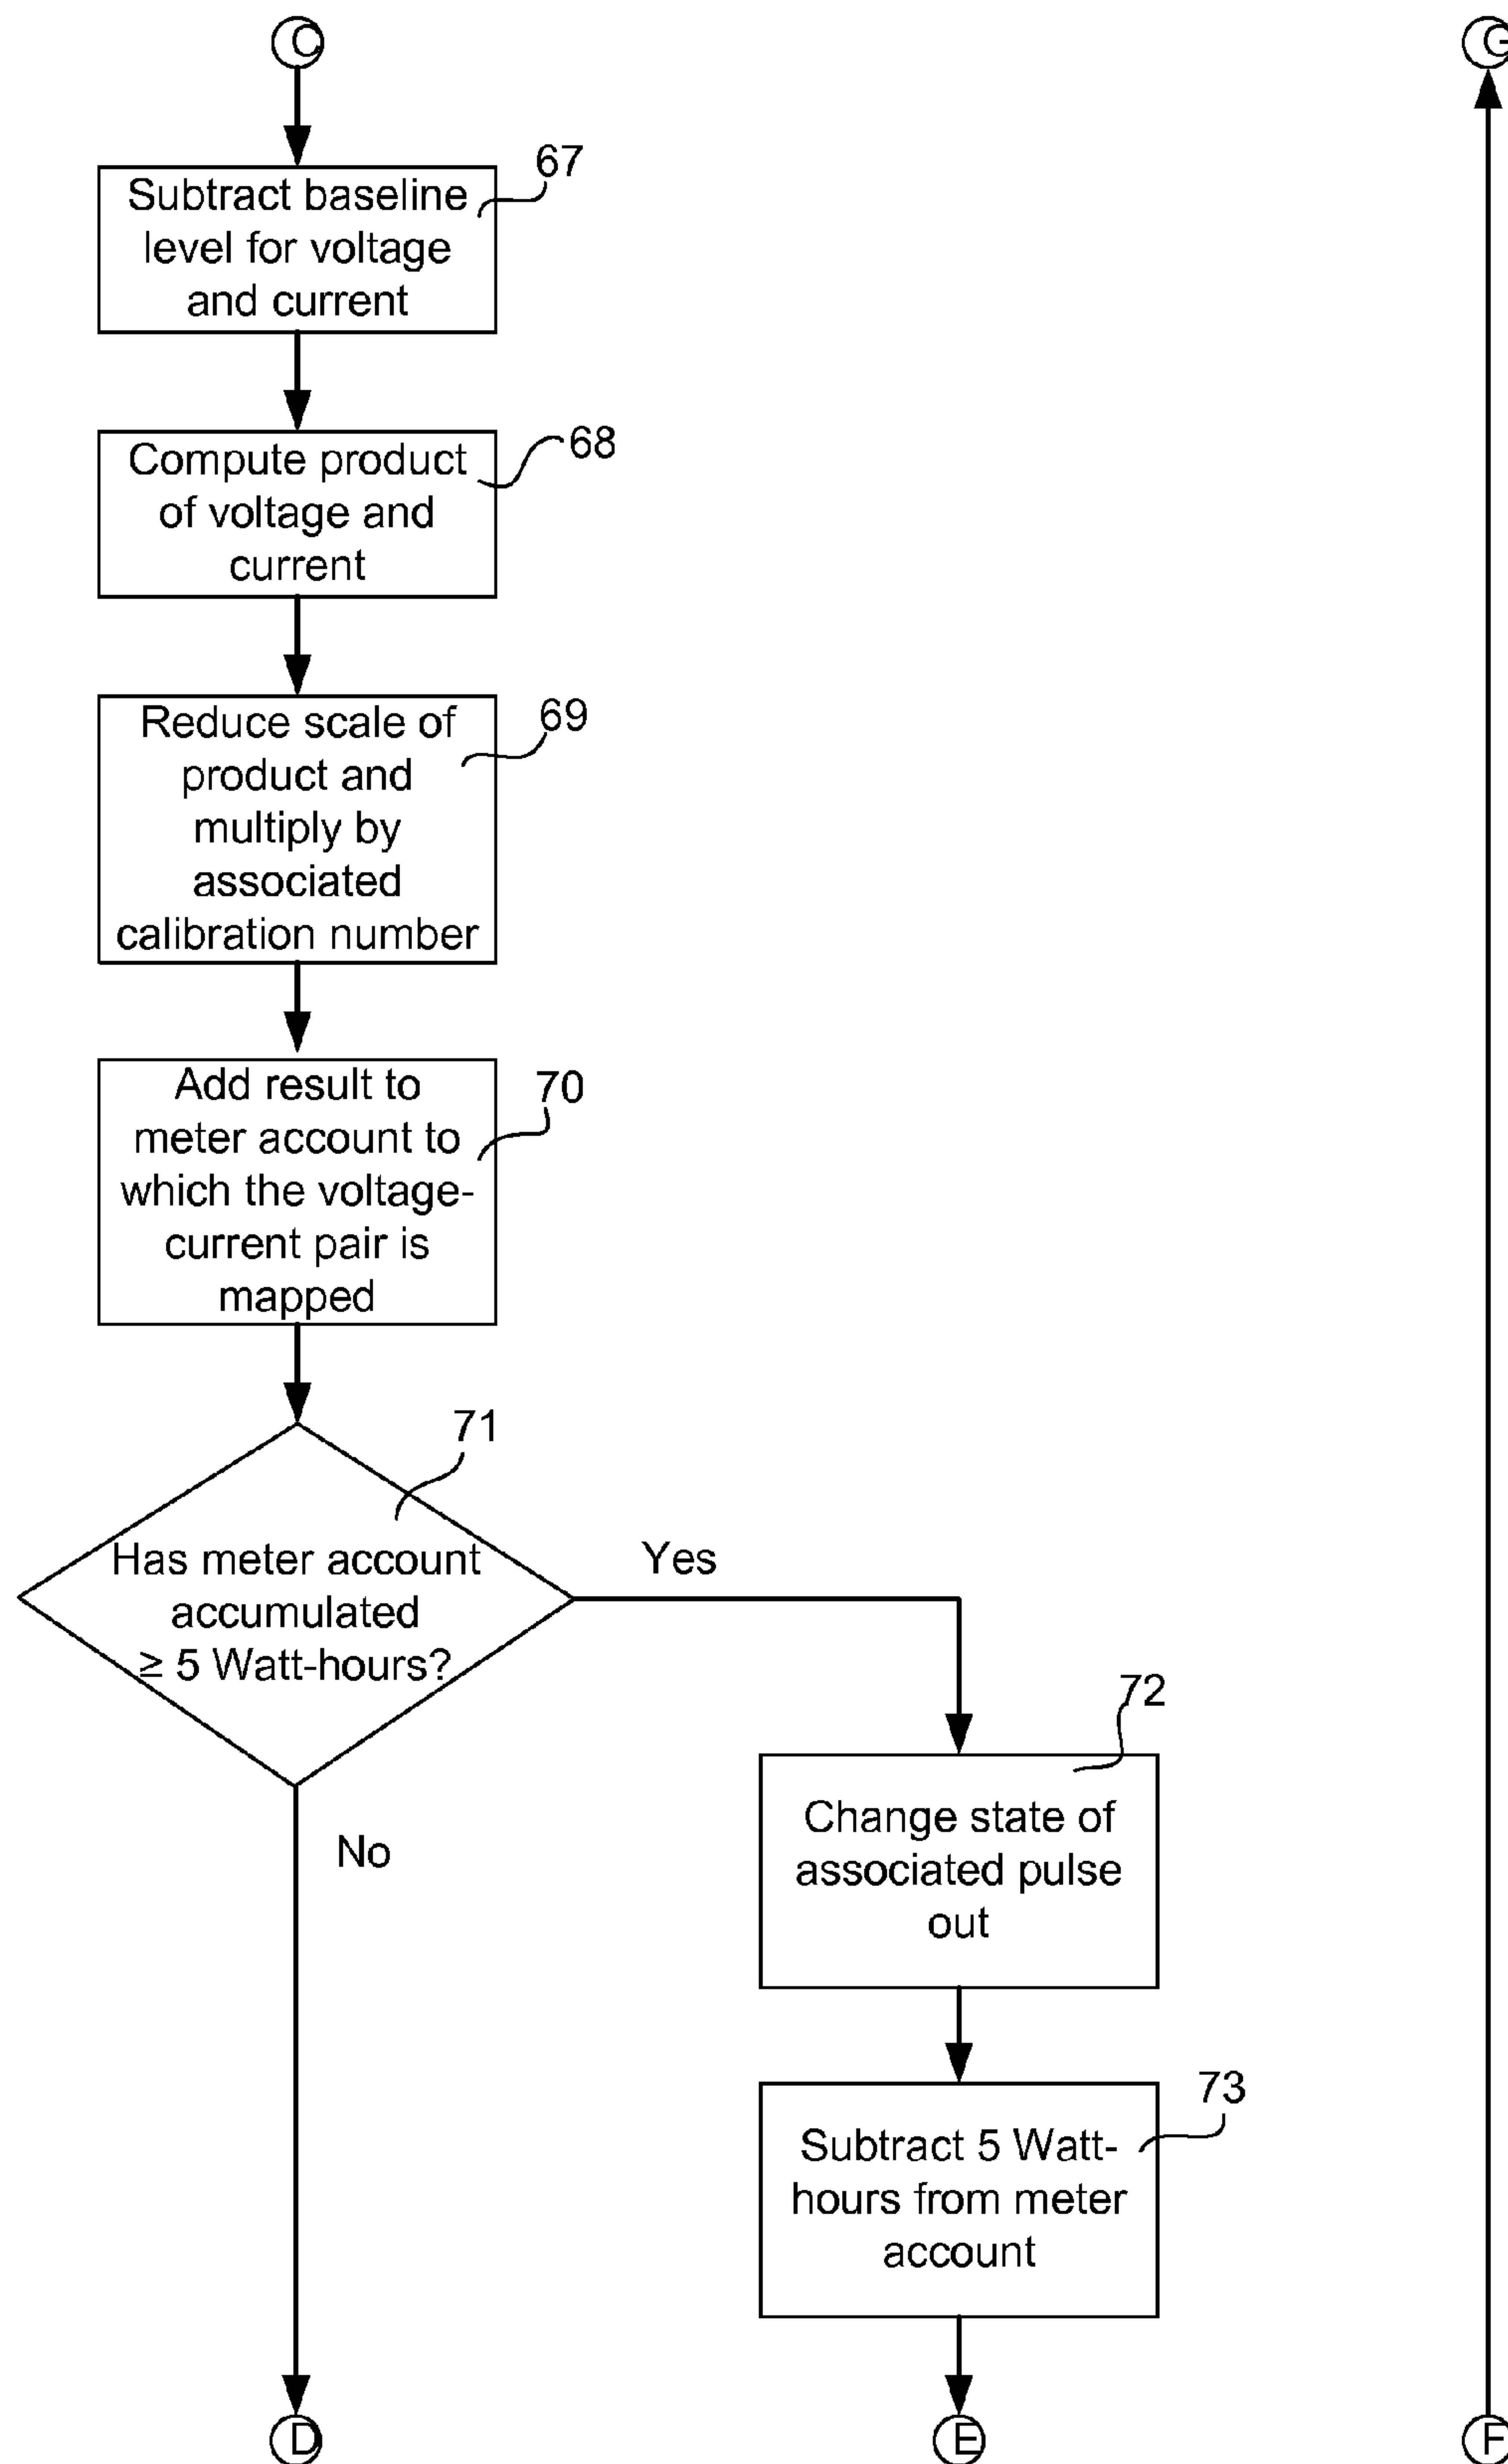 C
G
67
Subtract baseline
level for voltage
and current
68
Compute product
of voltage and
current
69
Reduce scale of
product and
multiply by
associated
calibration number
70
Add result to
meter account to
which the voltage-
current pair is
mapped
71
Has meter account
accumulated
≥ 5 Watt-hours?
Yes
No
72
Change state of
associated pulse
out
73
Subtract 5 Watt-
hours from meter
account
D
E
F